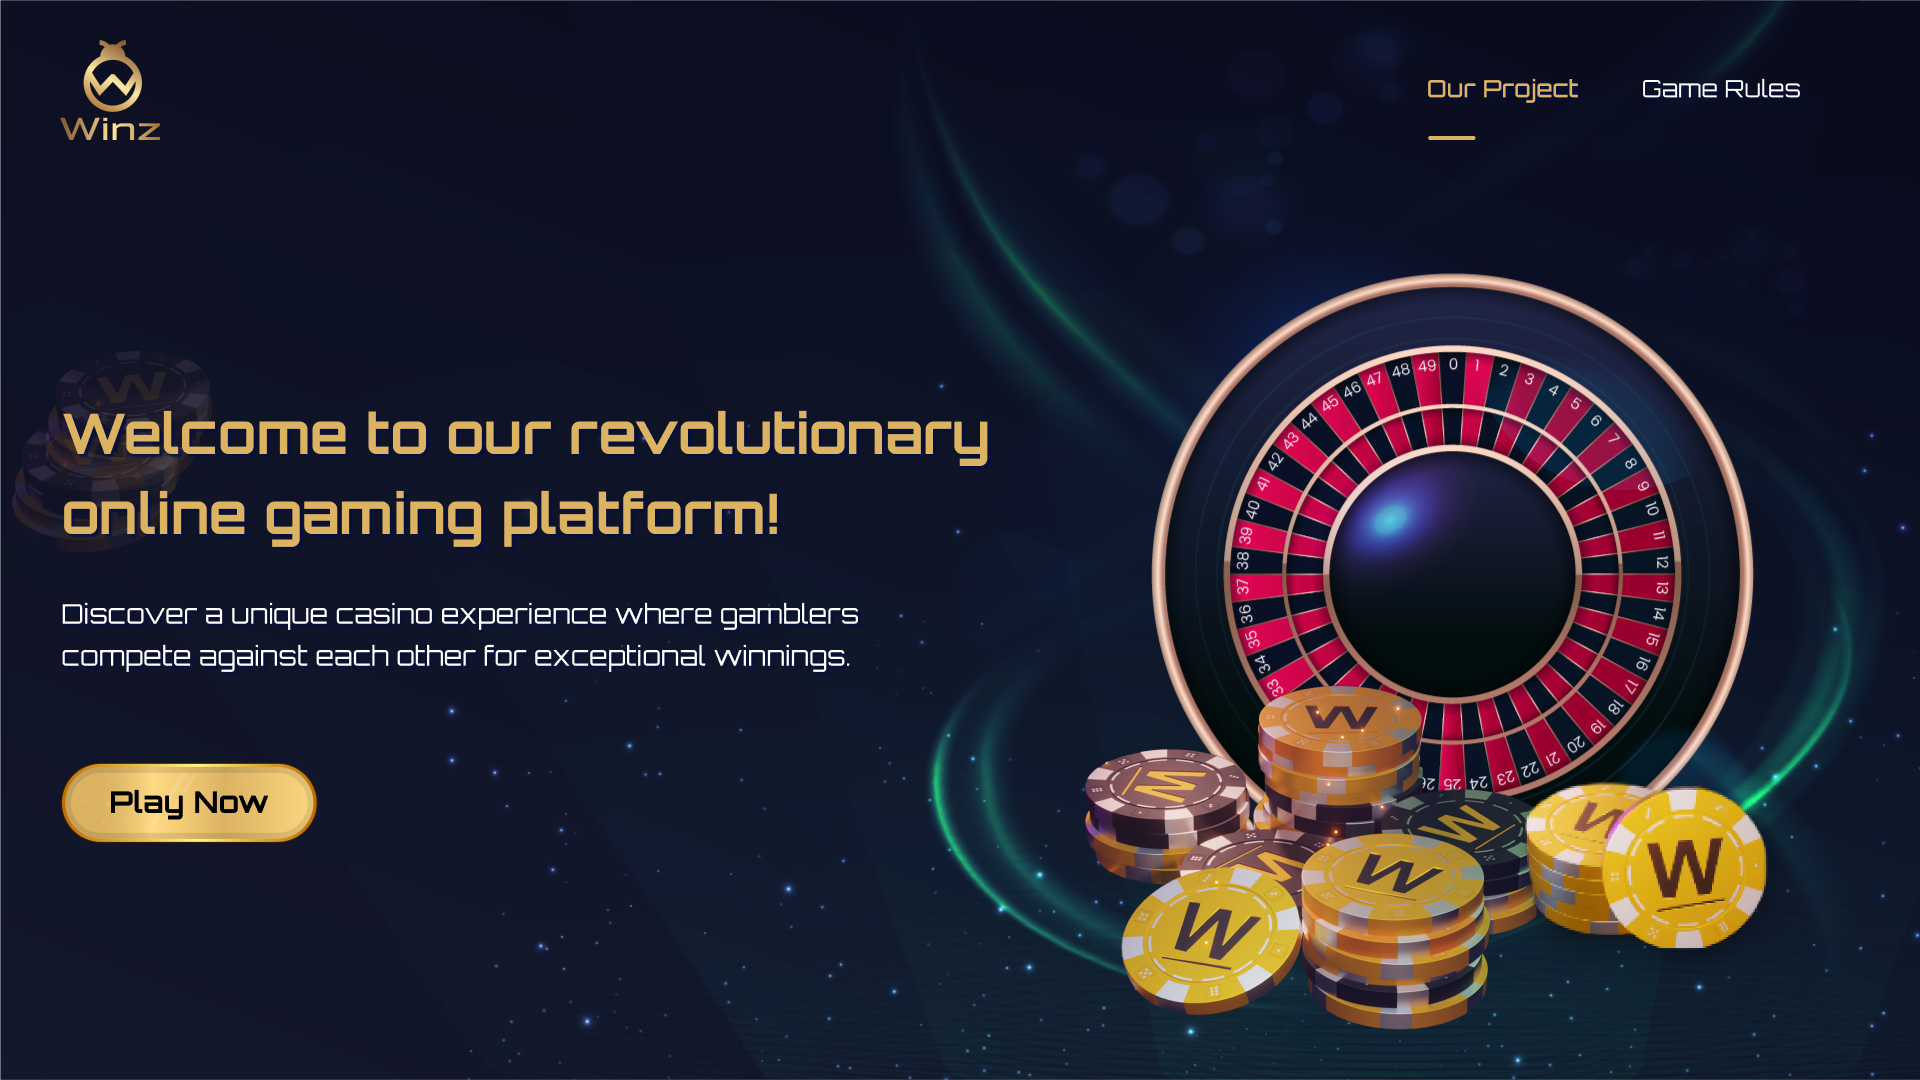 Winz
Our Project
Game Rules
Welcome to our revolutionary
online gaming platform!
Discover a unique casino experience where gamblers
compete against each other for exceptional winnings.
Play Now
0 1 2 3 4 5 6 7 8 9 10 11 12 13 14 15 16 17 18 19 20 21 22 23 24 25 26 33 34 35 36 37 38 39 40 41 42 43 44 45 46 47 48 49
W
W
W
W
W
W
W
W
W